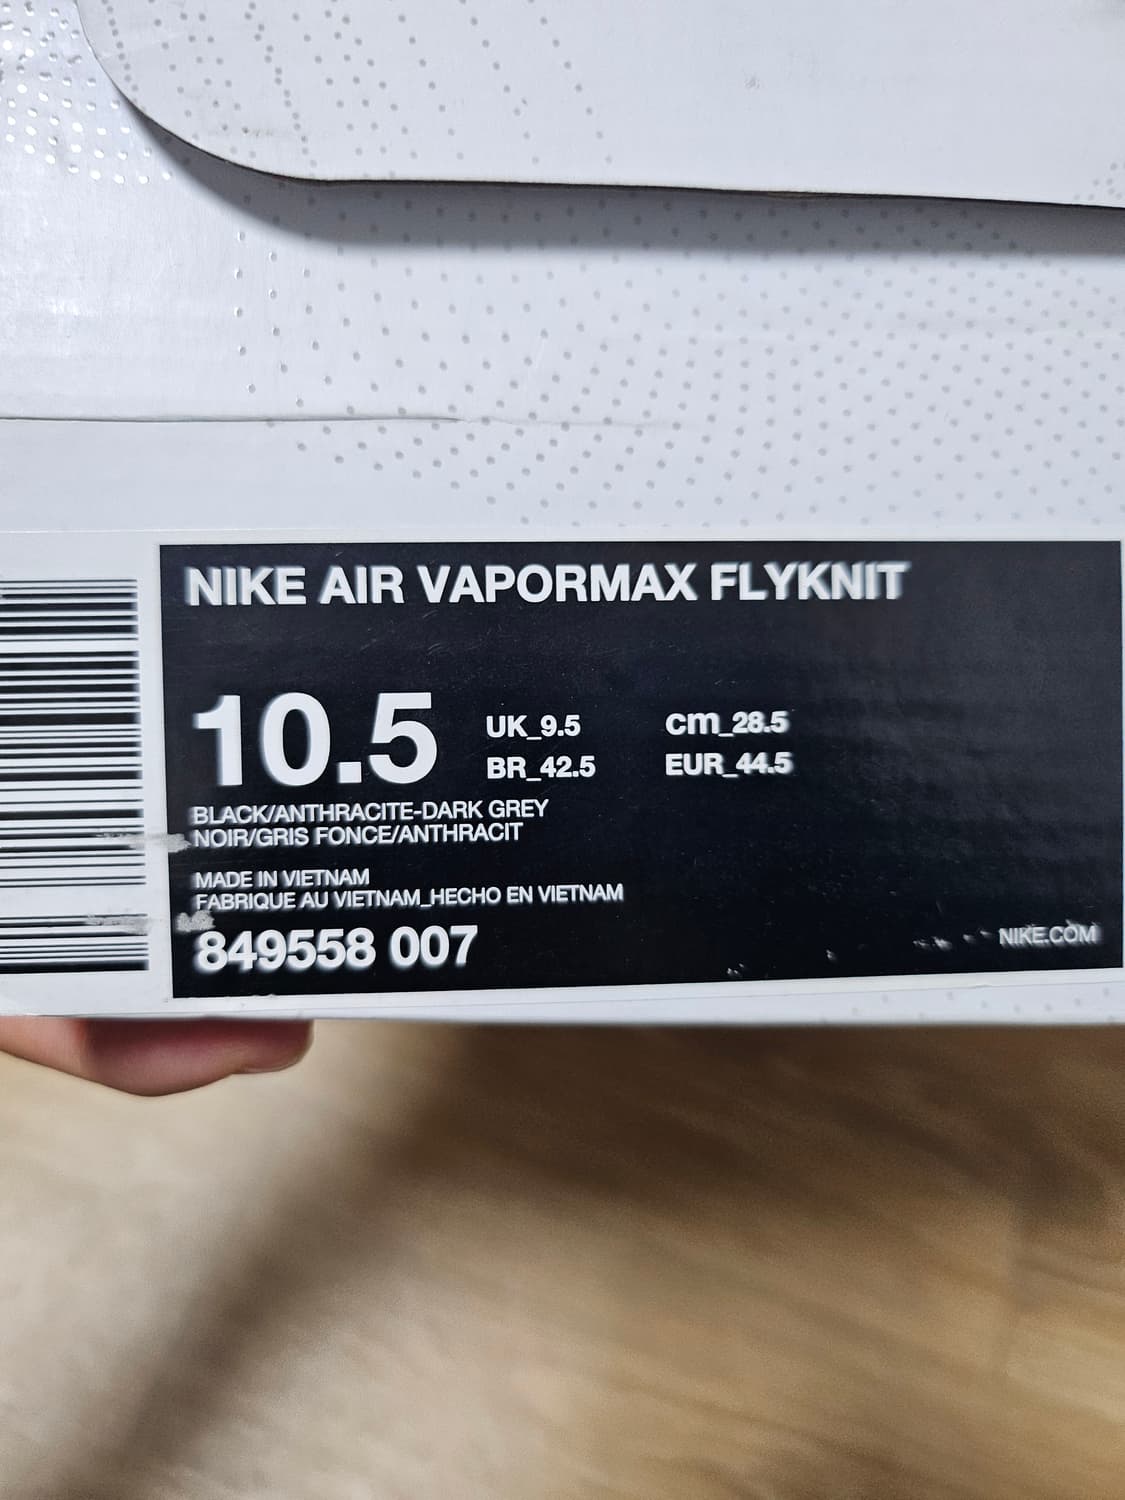 NIKE AIR VAPORMAX FLYKNIT
10.5
UK_9.5 cm_28.5
BR_42.5 EUR_44.5
BLACK/ANTHRACITE-DARK GREY
NOIR/GRIS FONCE/ANTHRACIT
MADE IN VIETNAM
FABRIQUE AU VIETNAM_HECHO EN VIETNAM
849558 007
NIKE.COM